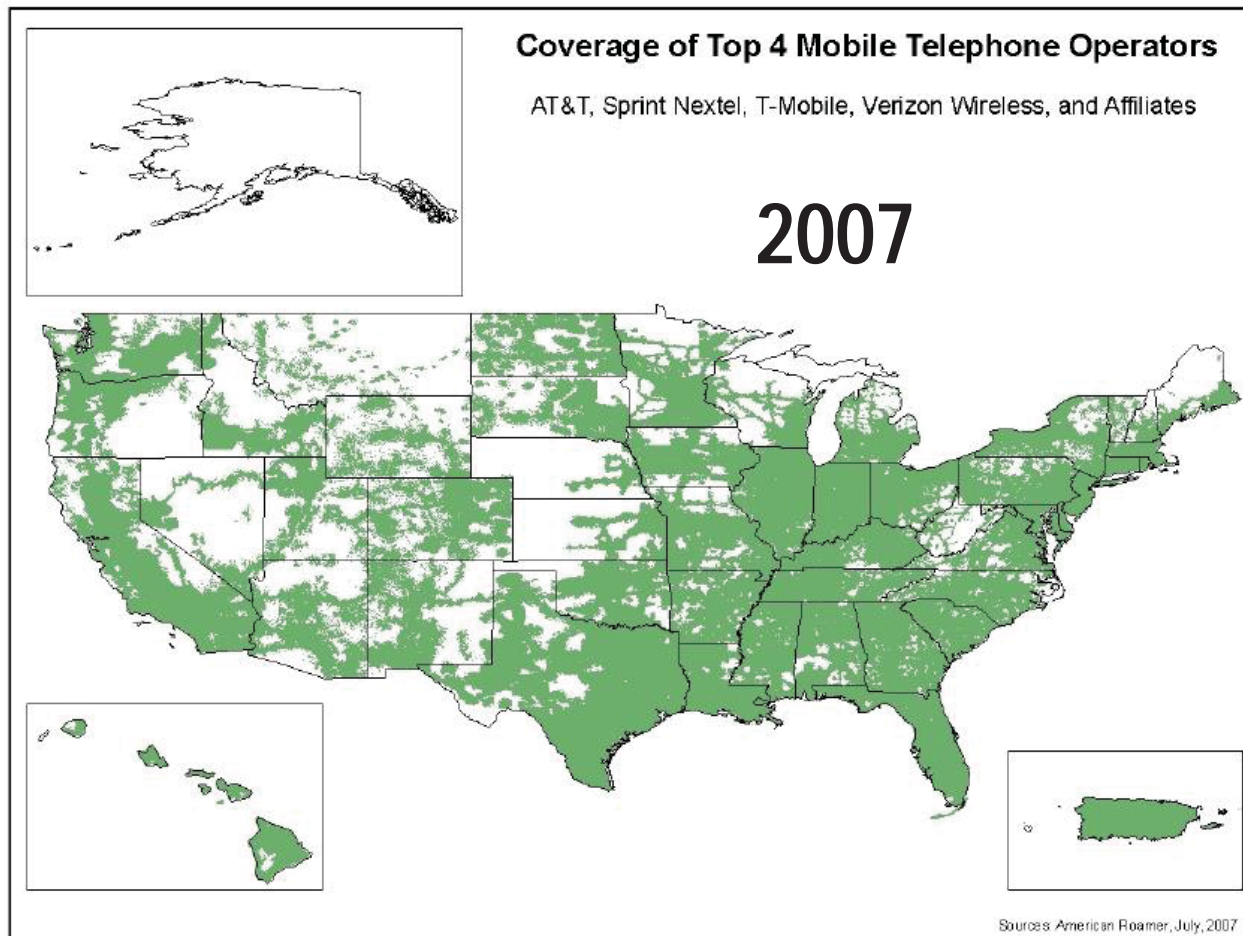 Coverage of Top 4 Mobile Telephone Operators
AT&T, Sprint Nextel, T-Mobile, Verizon Wireless, and Affiliates
2007
Sources: American Roamer, July, 2007